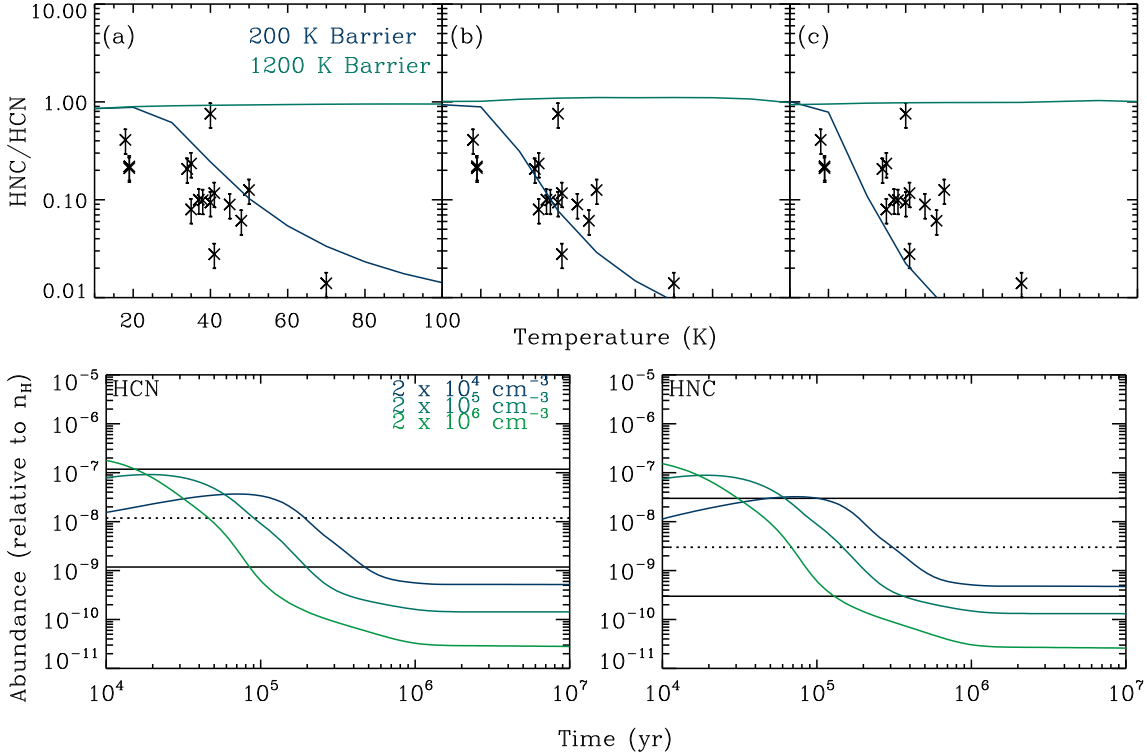 10.00
1.00
0.10
0.01
HNC/HCN
(a)
200 K Barrier
1200 K Barrier
(b)
(c)
20 40 60 80 100
Temperature (K)
Abundance (relative to n_H)
10^-5
10^-6
10^-7
10^-8
10^-9
10^-10
10^-11
HCN
2 x 10^4 cm^-3
2 x 10^5 cm^-3
2 x 10^6 cm^-3
10^4 10^5 10^6 10^7
10^-5
10^-6
10^-7
10^-8
10^-9
10^-10
10^-11
HNC
10^4 10^5 10^6 10^7
Time (yr)